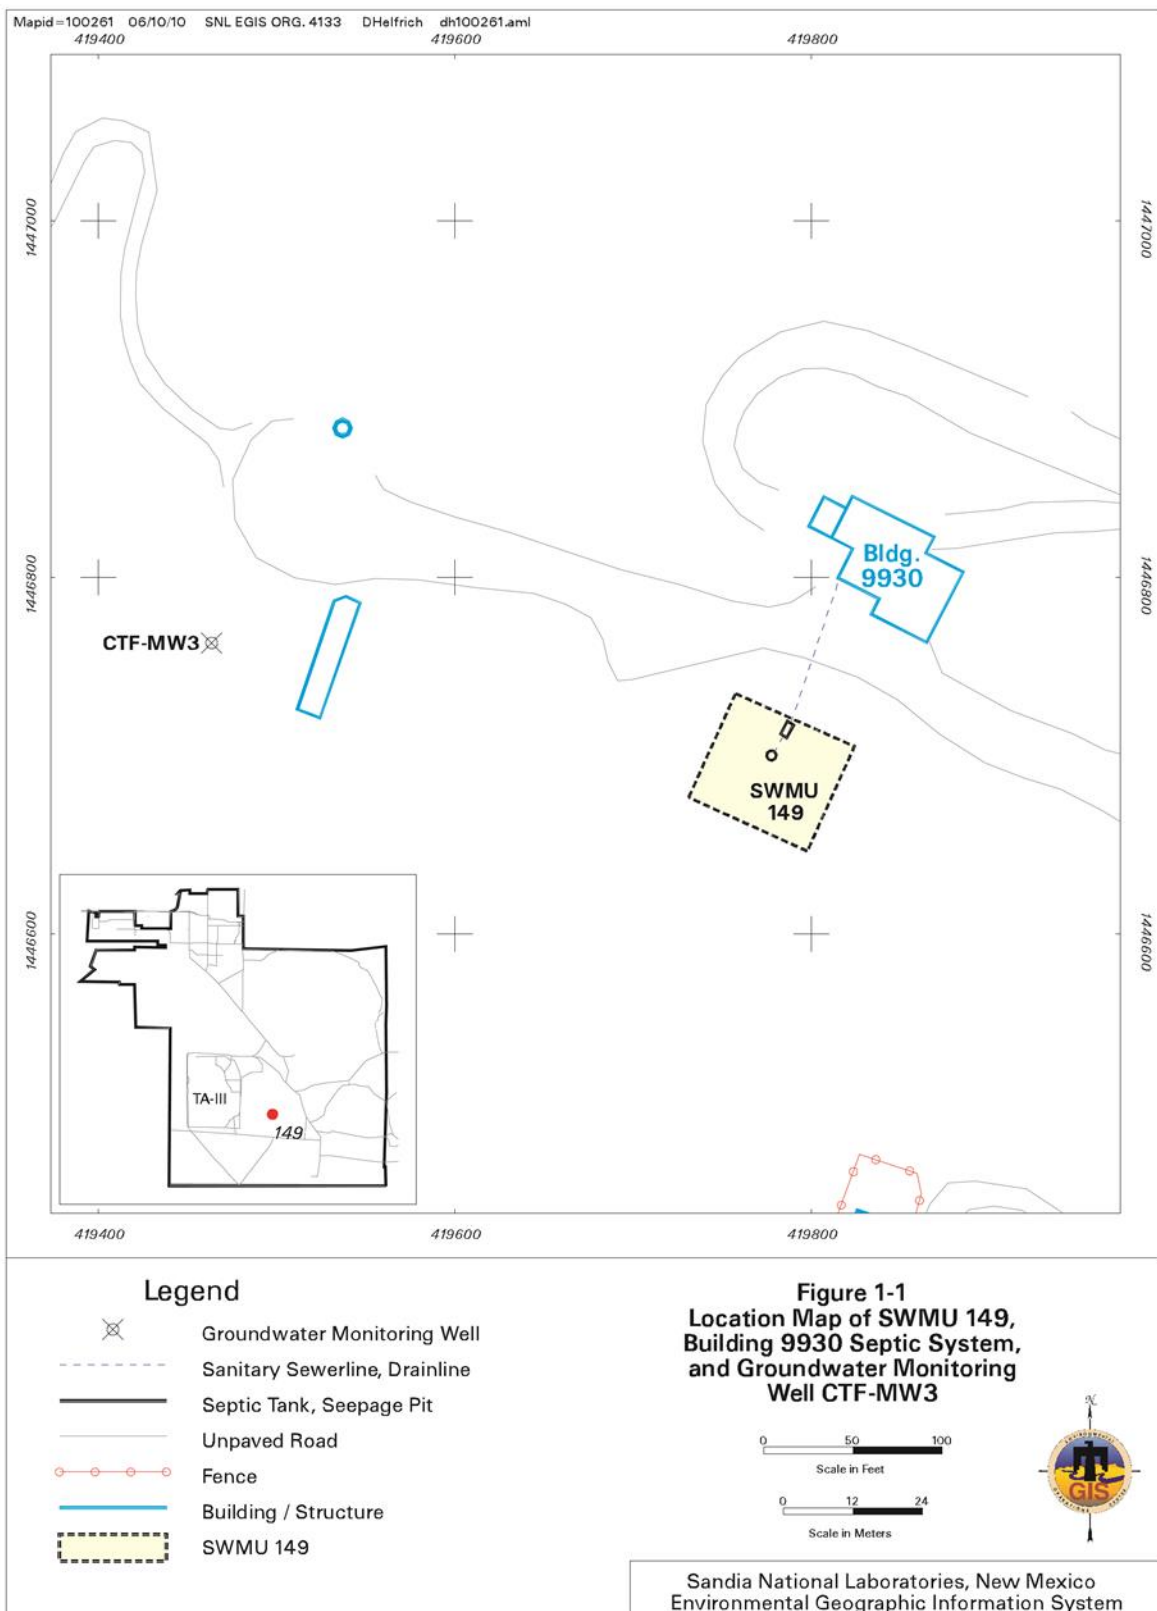 Mapid=100261 06/10/10 SNL EGIS ORG. 4133 DHelfrich dh100261.aml
419400 419600 419800
1447000 1447000
Bldg.
9930
1446800 1446800
CTF-MW3
SWMU
149
1446600 1446600
TA-III
149
419400 419600 419800
Legend
Groundwater Monitoring Well
Sanitary Sewerline, Drainline
Septic Tank, Seepage Pit
Unpaved Road
Fence
Building / Structure
SWMU 149
Figure 1-1
Location Map of SWMU 149,
Building 9930 Septic System,
and Groundwater Monitoring
Well CTF-MW3
0 50 100
Scale in Feet
0 12 24
Scale in Meters
N
GIS
Sandia National Laboratories, New Mexico
Environmental Geographic Information System